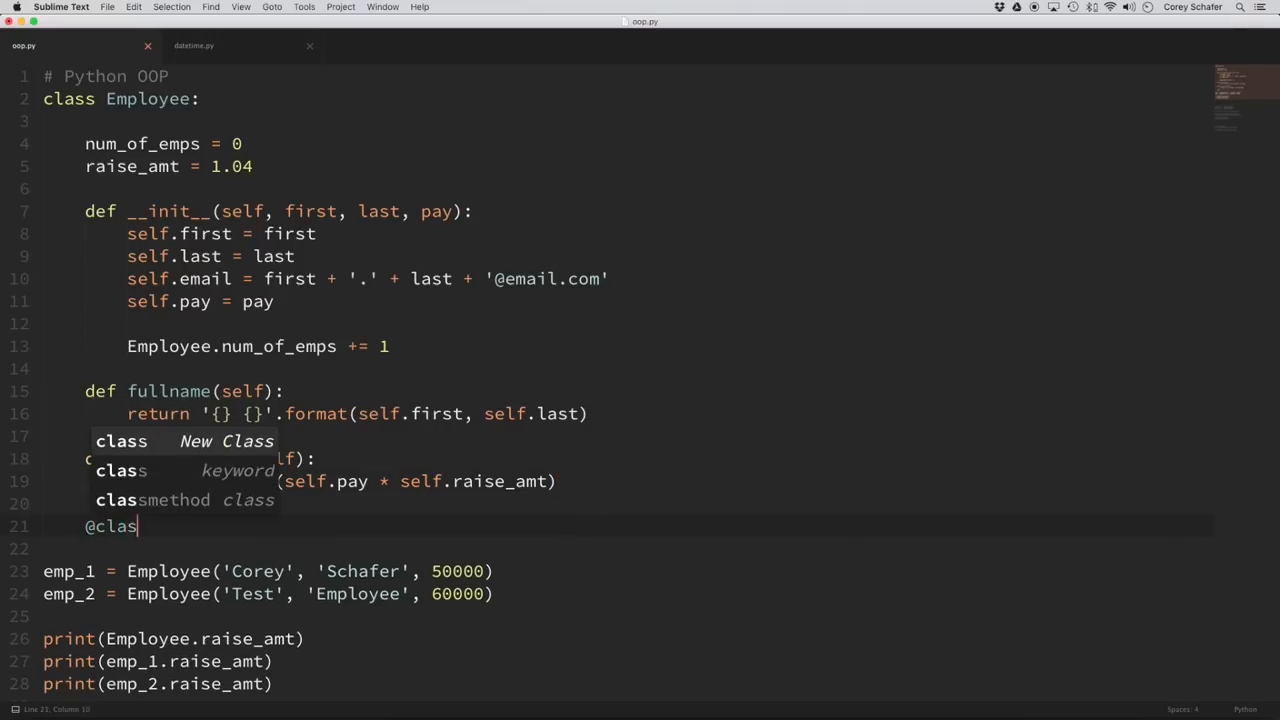 Sublime Text File Edit Selection Find View Goto Tools Project Window Help Corey Schafer
oop.py
oop.py datetime.py
1 # Python OOP
2 class Employee:
3
4 num_of_emps = 0
5 raise_amt = 1.04
6
7 def __init__(self, first, last, pay):
8 self.first = first
9 self.last = last
10 self.email = first + '.' + last + '@email.com'
11 self.pay = pay
12
13 Employee.num_of_emps += 1
14
15 def fullname(self):
16 return '{} {}'.format(self.first, self.last)
17
class New Class
18 lf):
class keyword
19 (self.pay * self.raise_amt)
classmethod class
20
21 @clas
22
23 emp_1 = Employee('Corey', 'Schafer', 50000)
24 emp_2 = Employee('Test', 'Employee', 60000)
25
26 print(Employee.raise_amt)
27 print(emp_1.raise_amt)
28 print(emp_2.raise_amt)
Line 21, Column 10 Spaces: 4 Python